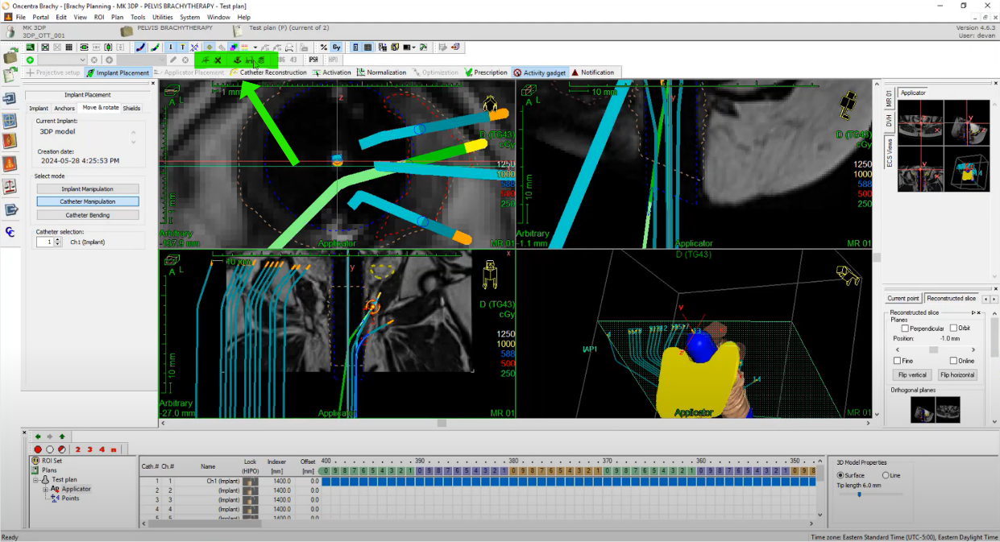 Oncentra Brachy - [Brachy Planning - MK 3DP - PELVIS BRACHYTHERAPY - Test plan]
File Portal Edit View ROI Plan Tools Utilities System Window Help
MK 3DP
3DP_OTT_001
PELVIS BRACHYTHERAPY
Test plan (P) (current of 2)
Version 4.6.3
User: devan
% Gy
43 IPSA HIPO
Projective setup Implant Placement Applicator Placement Catheter Reconstruction Activation Normalization Optimization Prescription Activity gadget Notification
Implant Placement
Implant Anchors Move & rotate Shields
Current Implant:
3DP model
Creation date:
2024-05-28 4:25:53 PM
Select mode
Implant Manipulation
Catheter Manipulation
Catheter Bending
Catheter selection:
1 Ch1 (Implant)
A L
1 mm
z
D (TG43)
cGy
1250
1000
588
500
250
Arbitrary
-137.9 mm
Applicator
MR 01
A L
10 mm
y
D (TG43)
cGy
1250
1000
588
500
250
10 mm
Arbitrary
-1.1 mm
Applicator
MR 01
A L
10 mm
y
x
D (TG43)
cGy
1250
1000
588
500
250
10 mm
Arbitrary
-27.0 mm
Applicator
MR 01
D (TG43)
14
Applicator
MR 01
MR 01
DVH
ECS Views
Applicator
Current point Reconstructed slice
Reconstructed slice
Planes
Perpendicular Orbit
Position: -1.0 mm
Fine Online
Flip vertical Flip horizontal
Orthogonal planes
2 3 4 n
ROI Set
Plans
Test plan
Applicator
Points
Cath.# Ch.# Name Lock (HIPO) Indexer [mm] Offset [mm] 400 390 380 370 360 350
0 9 8 7 6 5 4 3 2 1 0 9 8 7 6 5 4 3 2 1 0 9 8 7 6 5 4 3 2 1 0 9 8 7 6 5 4 3 2 1 0 9 8 7 6 5 4 3 2 1 0 9 8
1 1 Ch1 (Implant) 1400.0 0.0
2 2 (Implant) 1400.0 0.0
3 3 (Implant) 1400.0 0.0
4 4 (Implant) 1400.0 0.0
5 5 (Implant) 1400.0 0.0
3D Model Properties
Surface Line
Tip length 6.0 mm
Ready
Time zone: Eastern Standard Time (UTC-5:00), Eastern Daylight Time